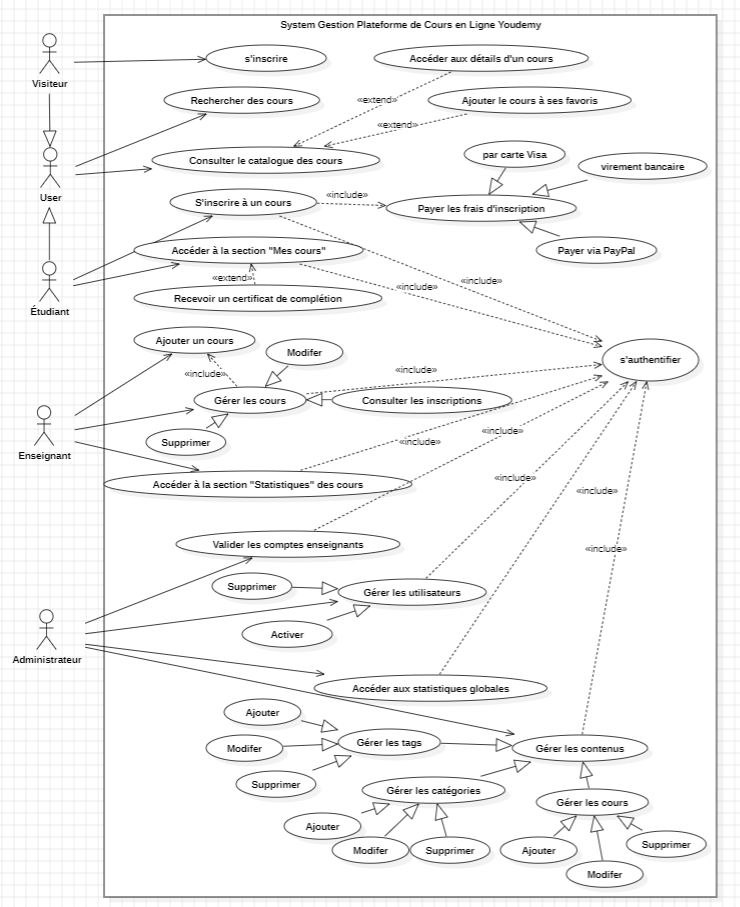 System Gestion Plateforme de Cours en Ligne Youdemy
s'inscrire
Accéder aux détails d'un cours
Visiteur
«extend»
Rechercher des cours
Ajouter le cours à ses favoris
«extend»
Consulter le catalogue des cours
par carte Visa
virement bancaire
User
«include»
S'inscrire à un cours
Payer les frais d'inscription
Accéder à la section "Mes cours"
Payer via PayPal
«extend»
«include»
«include»
Recevoir un certificat de complétion
Étudiant
Ajouter un cours
Modifer
s'authentifier
«include»
«include»
Gérer les cours
Consulter les inscriptions
Enseignant
Supprimer
«include»
«include»
Accéder à la section "Statistiques" des cours
«include»
«include»
Valider les comptes enseignants
«include»
Supprimer
Gérer les utilisateurs
Activer
Administrateur
Accéder aux statistiques globales
Ajouter
Gérer les tags
Modifer
Gérer les contenus
Supprimer
Gérer les catégories
Gérer les cours
Ajouter
Modifer
Supprimer
Ajouter
Supprimer
Modifer